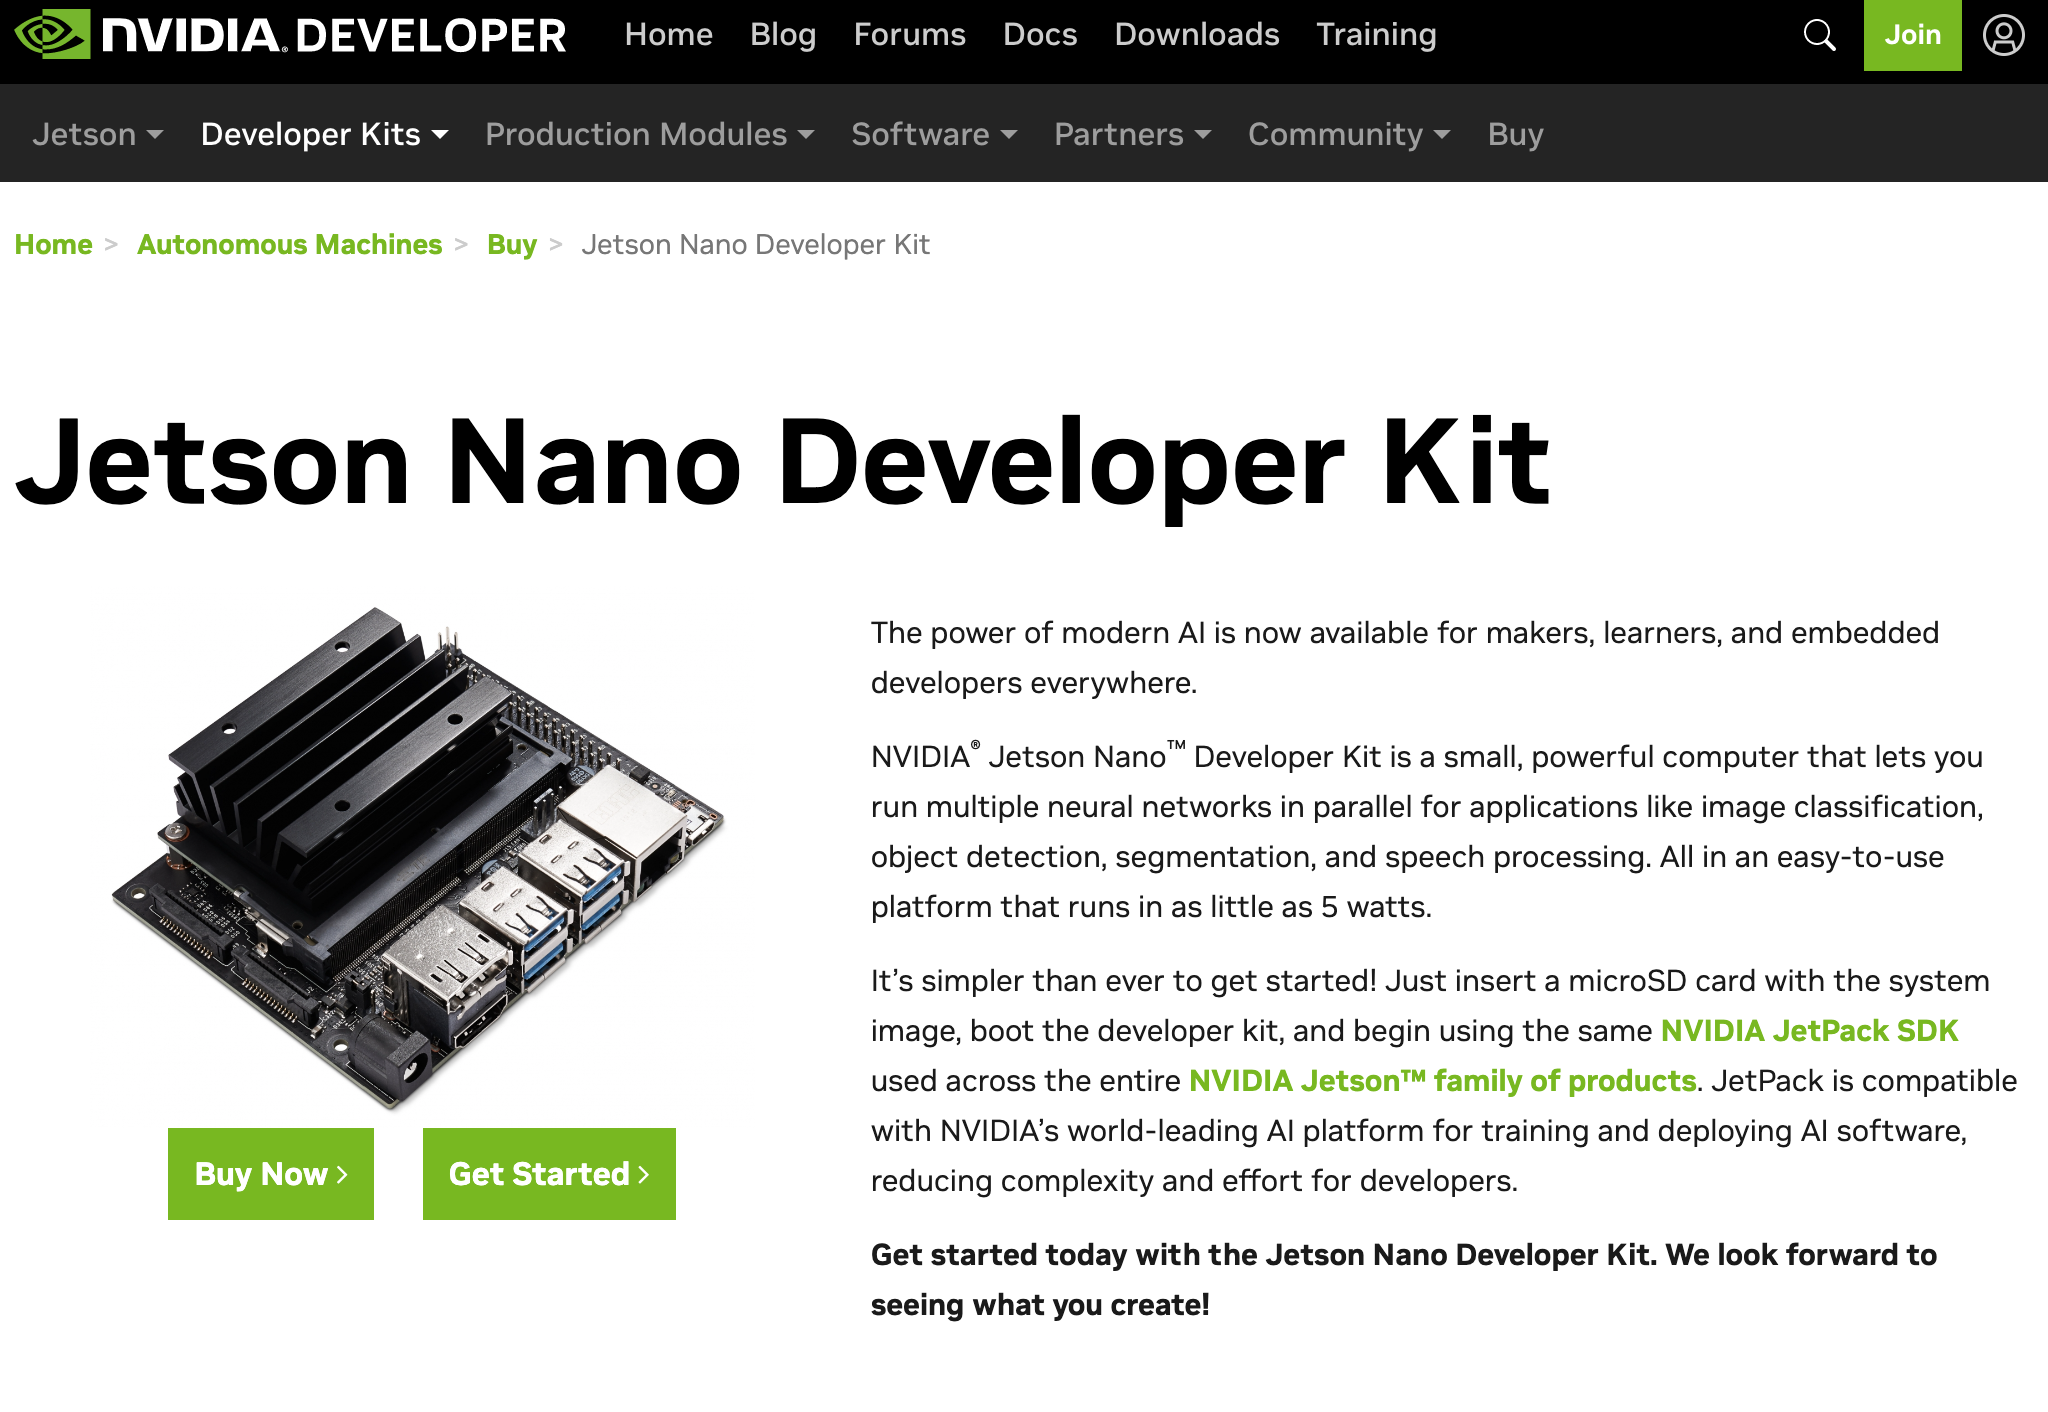 NVIDIA. DEVELOPER Home Blog Forums Docs Downloads Training Join
Jetson Developer Kits Production Modules Software Partners Community Buy
Home > Autonomous Machines > Buy > Jetson Nano Developer Kit
Jetson Nano Developer Kit
The power of modern AI is now available for makers, learners, and embedded
developers everywhere.
NVIDIA® Jetson Nano™ Developer Kit is a small, powerful computer that lets you
run multiple neural networks in parallel for applications like image classification,
object detection, segmentation, and speech processing. All in an easy-to-use
platform that runs in as little as 5 watts.
It’s simpler than ever to get started! Just insert a microSD card with the system
image, boot the developer kit, and begin using the same NVIDIA JetPack SDK
used across the entire NVIDIA Jetson™ family of products. JetPack is compatible
with NVIDIA’s world-leading AI platform for training and deploying AI software,
reducing complexity and effort for developers.
Get started today with the Jetson Nano Developer Kit. We look forward to
seeing what you create!
Buy Now > Get Started >